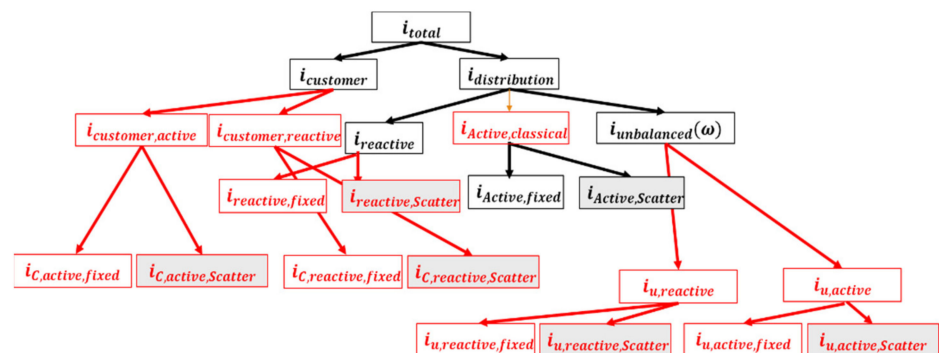 i_total
i_customer
i_distribution
i_customer,active
i_customer,reactive
i_reactive
i_Active,classical
i_unbalanced(ω)
i_reactive,fixed
i_reactive,Scatter
i_Active,fixed
i_Active,Scatter
i_C,active,fixed
i_C,active,Scatter
i_C,reactive,fixed
i_C,reactive,Scatter
i_u,reactive
i_u,active
i_u,reactive,fixed
i_u,reactive,Scatter
i_u,active,fixed
i_u,active,Scatter